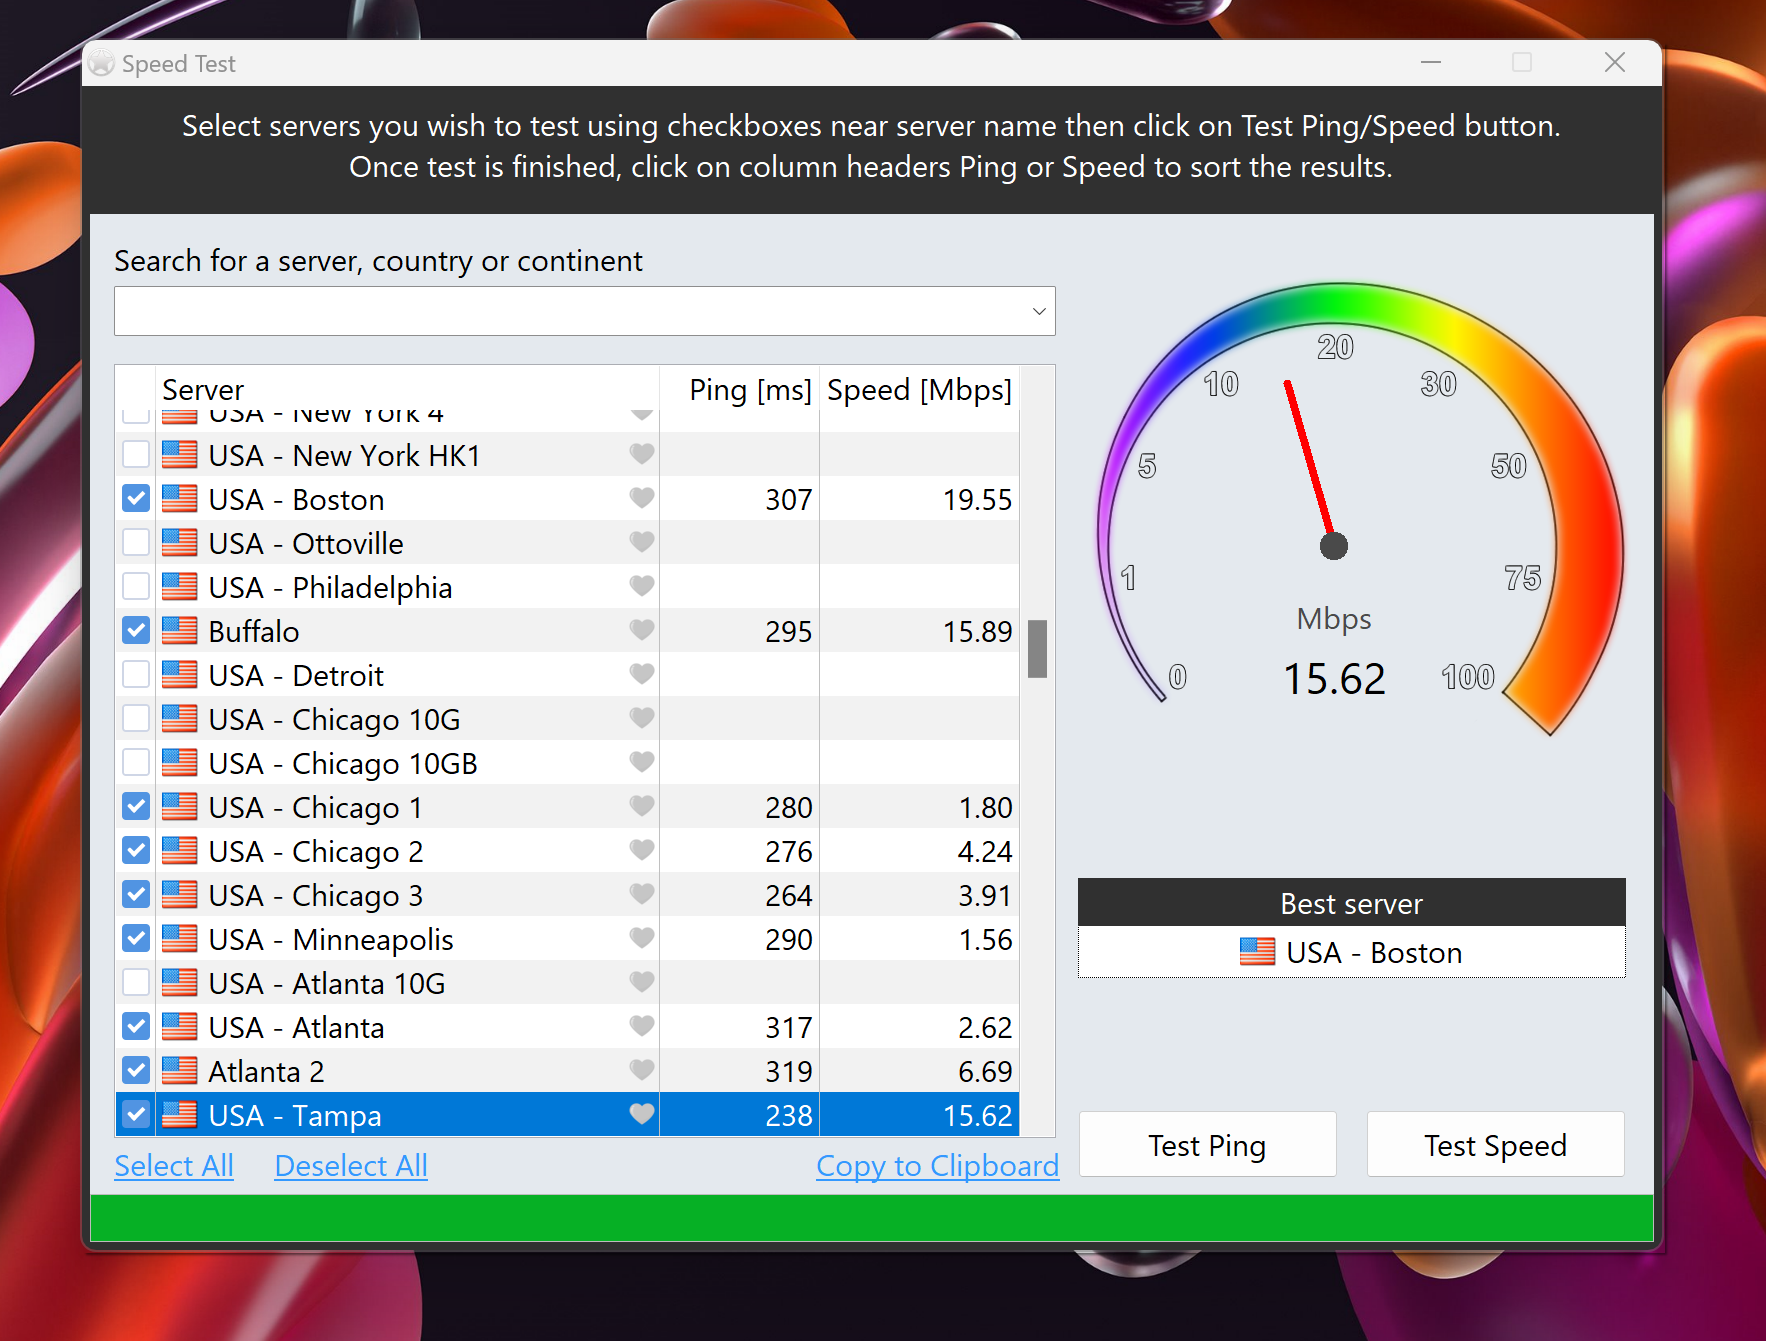 Speed Test
Select servers you wish to test using checkboxes near server name then click on Test Ping/Speed button.
Once test is finished, click on column headers Ping or Speed to sort the results.
Search for a server, country or continent
Server Ping [ms] Speed [Mbps]
USA - New York 4
USA - New York HK1
USA - Boston 307 19.55
USA - Ottoville
USA - Philadelphia
Buffalo 295 15.89
USA - Detroit
USA - Chicago 10G
USA - Chicago 10GB
USA - Chicago 1 280 1.80
USA - Chicago 2 276 4.24
USA - Chicago 3 264 3.91
USA - Minneapolis 290 1.56
USA - Atlanta 10G
USA - Atlanta 317 2.62
Atlanta 2 319 6.69
USA - Tampa 238 15.62
Select All Deselect All Copy to Clipboard
0
1
5
10
20
30
50
75
100
Mbps
15.62
Best server
USA - Boston
Test Ping Test Speed